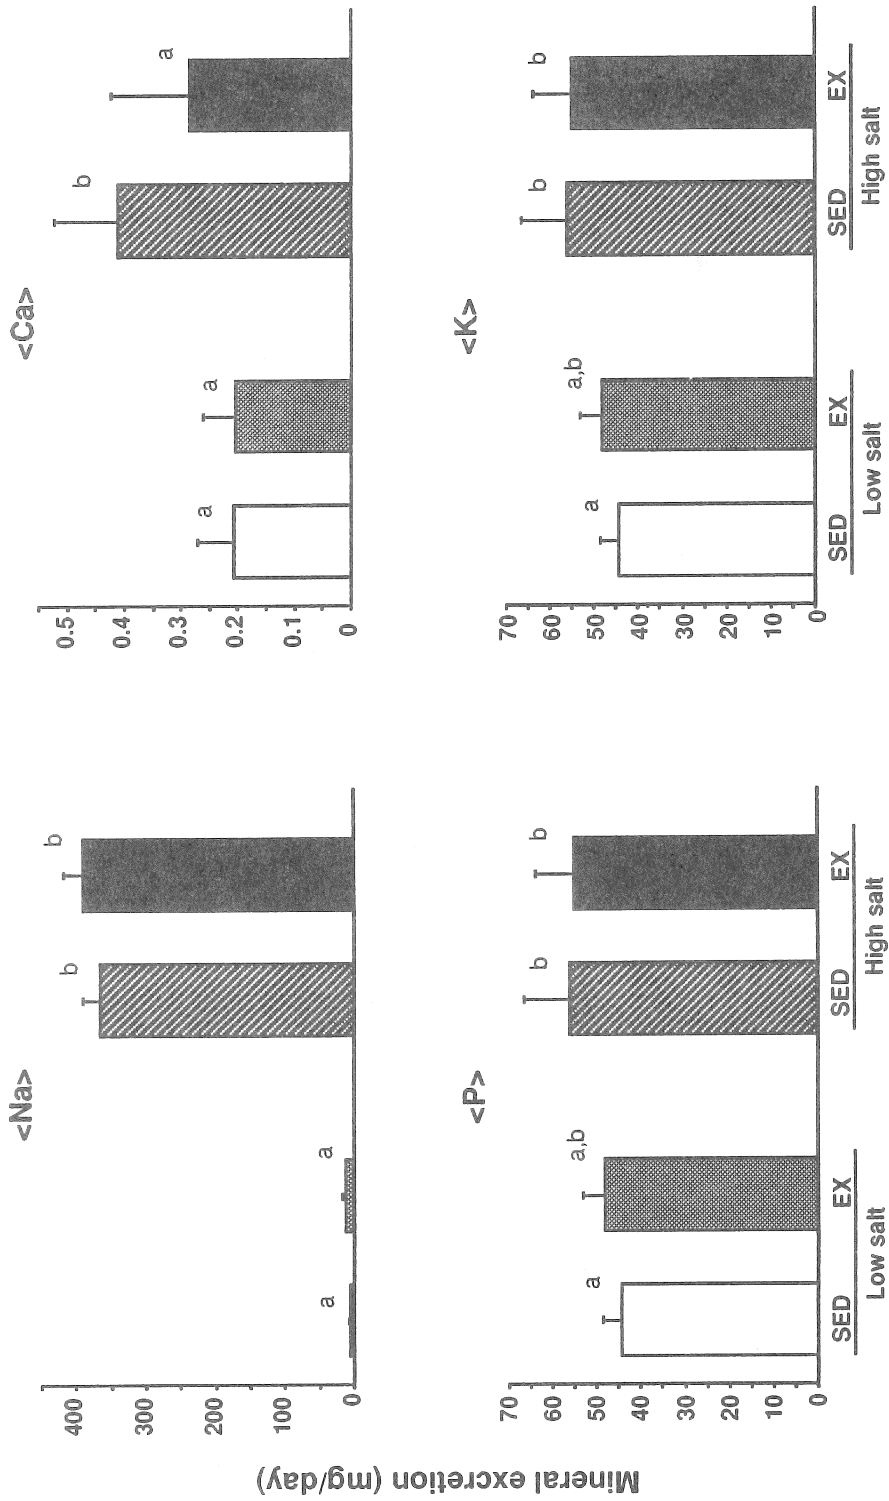 Mineral excretion (mg/day)
<Na>
400
300
200
100
0
a
a
b
b
<Ca>
0.5
0.4
0.3
0.2
0.1
0
a
a
b
a
<P>
70
60
50
40
30
20
10
0
a
a,b
b
b
SED EX SED EX
Low salt High salt
<K>
70
60
50
40
30
20
10
0
a
a,b
b
b
SED EX SED EX
Low salt High salt